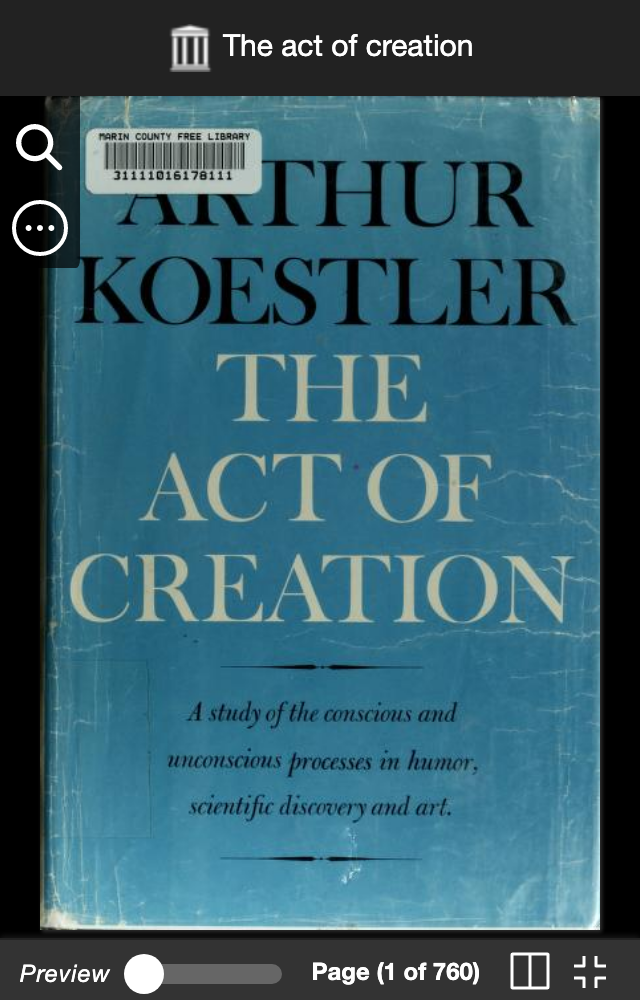 The act of creation
MARIN COUNTY FREE LIBRARY
31111016178111
ARTHUR
KOESTLER
THE
ACT OF
CREATION
A study of the conscious and
unconscious processes in humor,
scientific discovery and art.
Preview
Page (1 of 760)